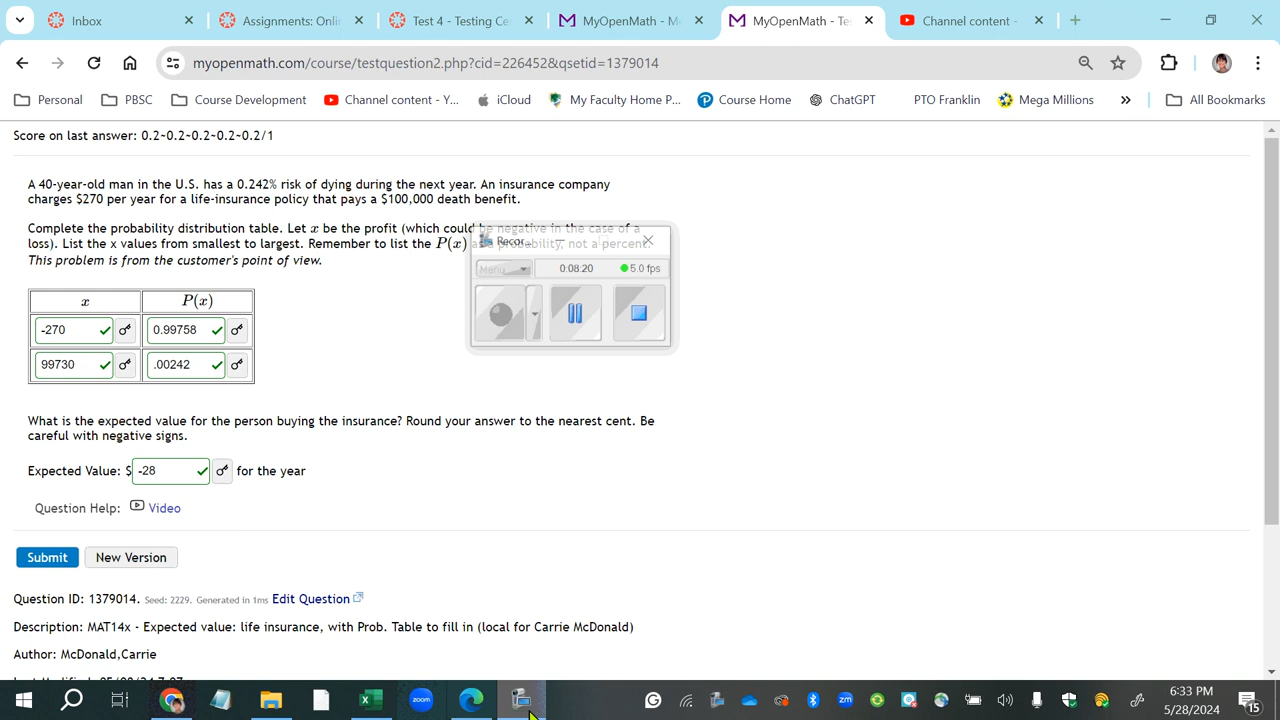 Inbox
Assignments: Onli
Test 4 - Testing Ce
MyOpenMath - M
MyOpenMath - Te
Channel content -
myopenmath.com/course/testquestion2.php?cid=226452&qsetid=1379014
Personal
PBSC
Course Development
Channel content - Y...
iCloud
My Faculty Home P...
Course Home
ChatGPT
PTO Franklin
Mega Millions
All Bookmarks
Score on last answer: 0.2~0.2~0.2~0.2~0.2/1
A 40-year-old man in the U.S. has a 0.242% risk of dying during the next year. An insurance company
charges $270 per year for a life-insurance policy that pays a $100,000 death benefit.
Complete the probability distribution table. Let x be the profit (which could be negative in the case of a
loss). List the x values from smallest to largest. Remember to list the P(x) as a probability, not a percent.
This problem is from the customer's point of view.
Recor...
Menu
0:08:20
5.0 fps
x P(x)
-270 0.99758
99730 .00242
What is the expected value for the person buying the insurance? Round your answer to the nearest cent. Be
careful with negative signs.
Expected Value: $ -28 for the year
Question Help: Video
Submit New Version
Question ID: 1379014. Seed: 2229. Generated in 1ms Edit Question
Description: MAT14x - Expected value: life insurance, with Prob. Table to fill in (local for Carrie McDonald)
Author: McDonald,Carrie
zoom
zm
6:33 PM
5/28/2024
15